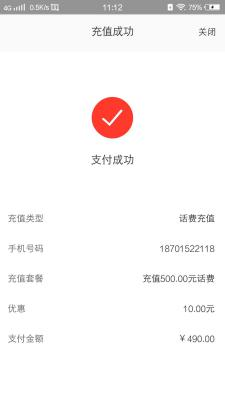 4G 0.5K/s 11:12 75%
充值成功 关闭
支付成功
充值类型 话费充值
手机号码 18701522118
充值套餐 充值500.00元话费
优惠 10.00元
支付金额 ￥490.00